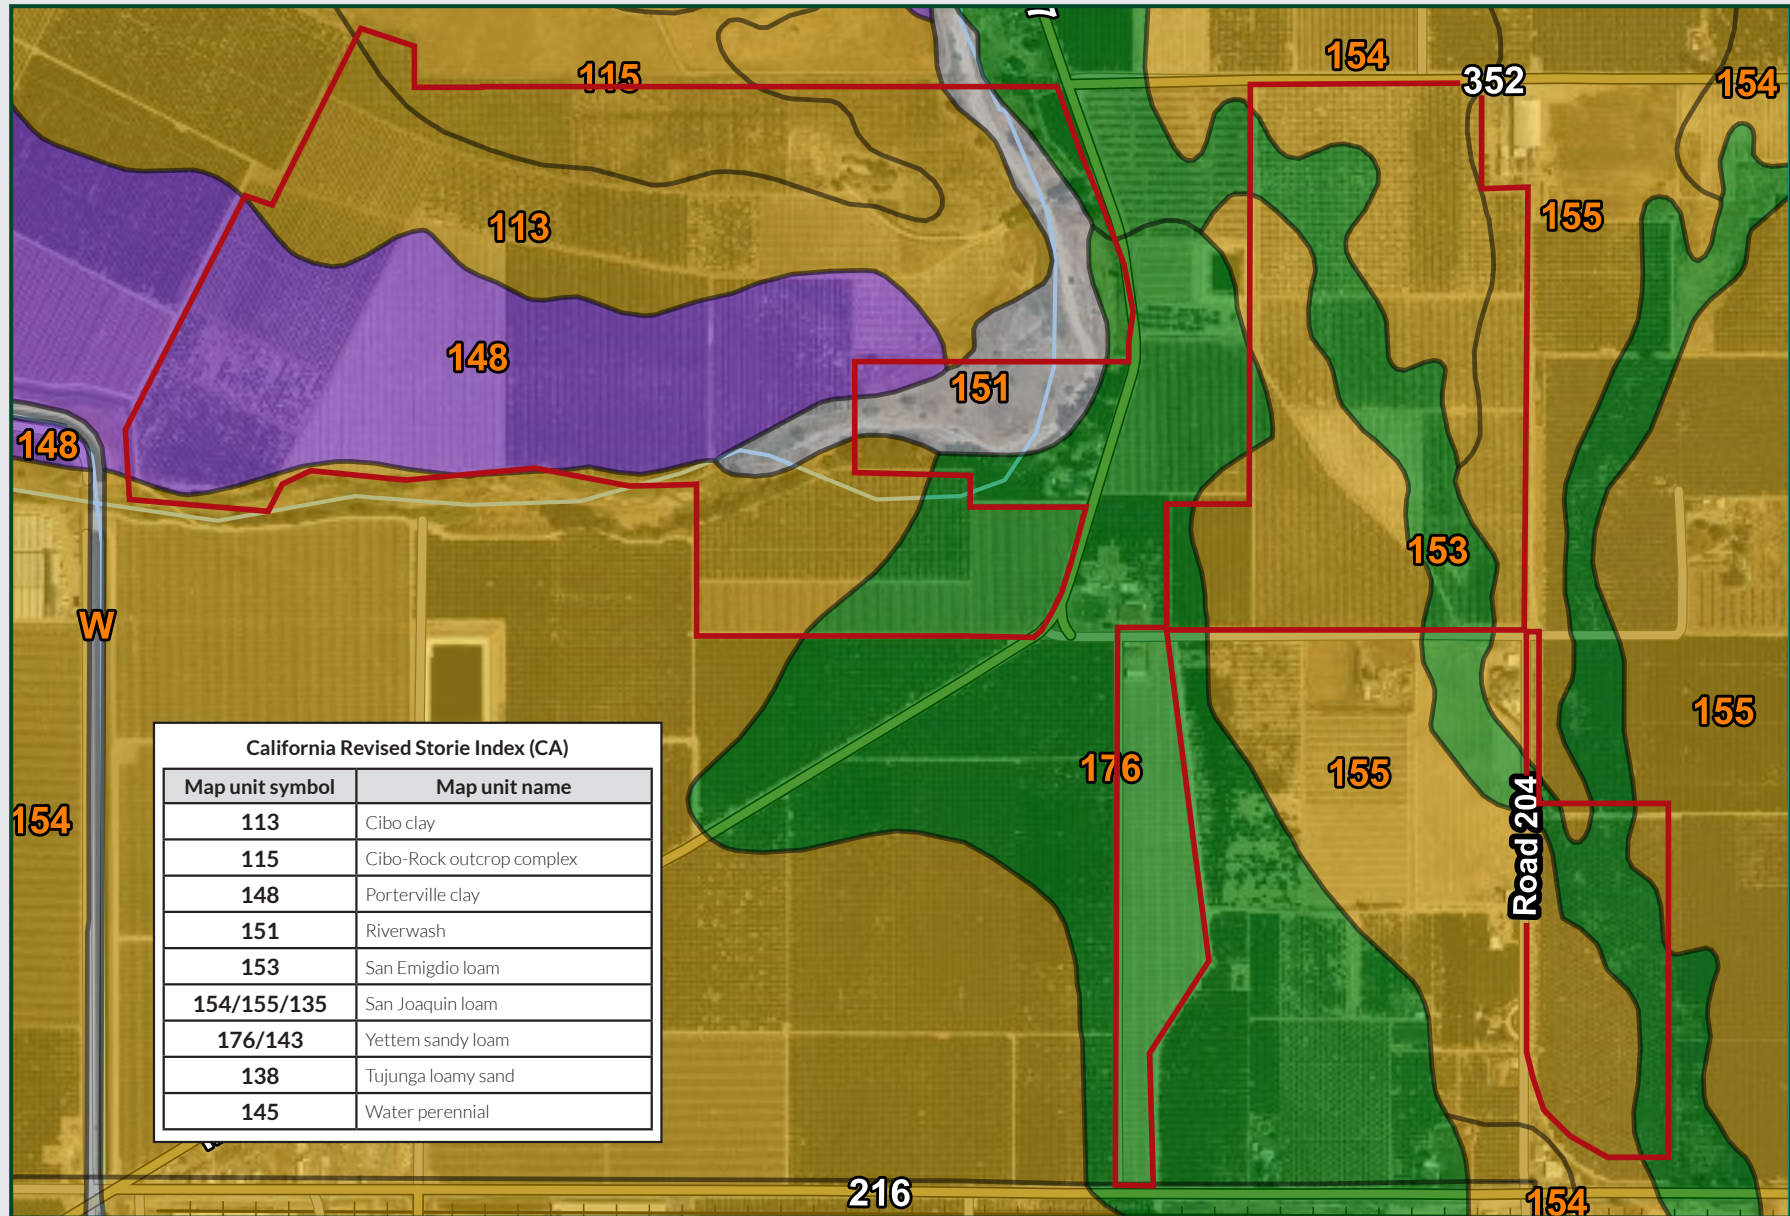 154
115
352
154
155
113
148
151
148
153
W
155
176
155
154
Road 204
California Revised Storie Index (CA)
Map unit symbol Map unit name
113 Cibo clay
115 Cibo-Rock outcrop complex
148 Porterville clay
151 Riverwash
153 San Emigdio loam
154/155/135 San Joaquin loam
176/143 Yettem sandy loam
138 Tujunga loamy sand
145 Water perennial
216
154